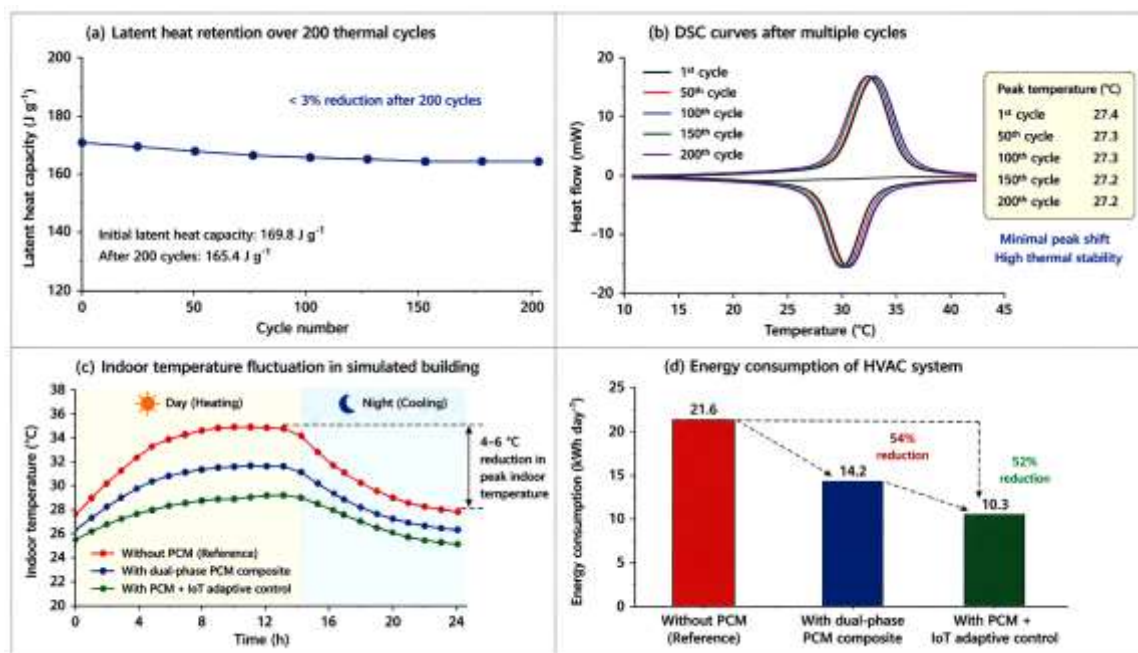 (a) Latent heat retention over 200 thermal cycles
Latent heat capacity (J g⁻¹)
200
180
160
140
120
< 3% reduction after 200 cycles
Initial latent heat capacity: 169.8 J g⁻¹
After 200 cycles: 165.4 J g⁻¹
0
50
100
150
200
Cycle number
(b) DSC curves after multiple cycles
Heat flow (mW)
20
10
0
−10
−20
1ˢᵗ cycle
50ᵗʰ cycle
100ᵗʰ cycle
150ᵗʰ cycle
200ᵗʰ cycle
10
15
20
25
30
35
40
45
Temperature (°C)
Peak temperature (°C)
1ˢᵗ cycle 27.4
50ᵗʰ cycle 27.3
100ᵗʰ cycle 27.3
150ᵗʰ cycle 27.2
200ᵗʰ cycle 27.2
Minimal peak shift
High thermal stability
(c) Indoor temperature fluctuation in simulated building
Indoor temperature (°C)
38
36
34
32
30
28
26
24
22
20
Day (Heating)
Night (Cooling)
4–6 °C
reduction in
peak indoor
temperature
Without PCM (Reference)
With dual-phase PCM composite
With PCM + IoT adaptive control
0
4
8
12
16
20
24
Time (h)
(d) Energy consumption of HVAC system
Energy consumption (kWh day⁻¹)
25
20
15
10
5
0
21.6
54%
reduction
52%
reduction
14.2
10.3
Without PCM
(Reference)
With dual-phase
PCM composite
With PCM +
IoT adaptive control